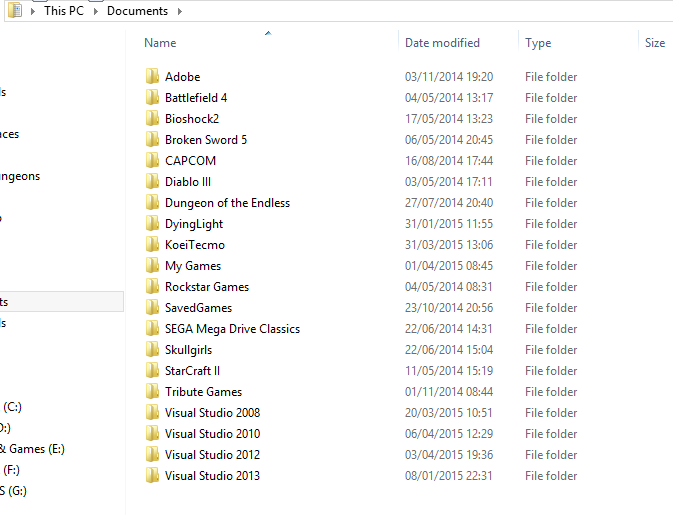 This PC Documents
Name Date modified Type Size
Adobe 03/11/2014 19:20 File folder
ls Battlefield 4 04/05/2014 13:17 File folder
Bioshock2 17/05/2014 13:23 File folder
nces Broken Sword 5 06/05/2014 20:45 File folder
CAPCOM 16/08/2014 17:44 File folder
ungeons Diablo III 03/05/2014 17:11 File folder
Dungeon of the Endless 27/07/2014 20:40 File folder
DyingLight 31/01/2015 11:55 File folder
KoeiTecmo 31/03/2015 13:06 File folder
My Games 01/04/2015 08:45 File folder
Rockstar Games 04/05/2014 08:31 File folder
ts SavedGames 23/10/2014 20:56 File folder
ls SEGA Mega Drive Classics 22/06/2014 14:31 File folder
Skullgirls 22/06/2014 15:04 File folder
StarCraft II 11/05/2014 15:19 File folder
Tribute Games 01/11/2014 08:44 File folder
(C:) Visual Studio 2008 20/03/2015 10:51 File folder
D:) Visual Studio 2010 06/04/2015 12:29 File folder
& Games (E:) Visual Studio 2012 03/04/2015 19:36 File folder
(F:) Visual Studio 2013 08/01/2015 22:31 File folder
S (G:)